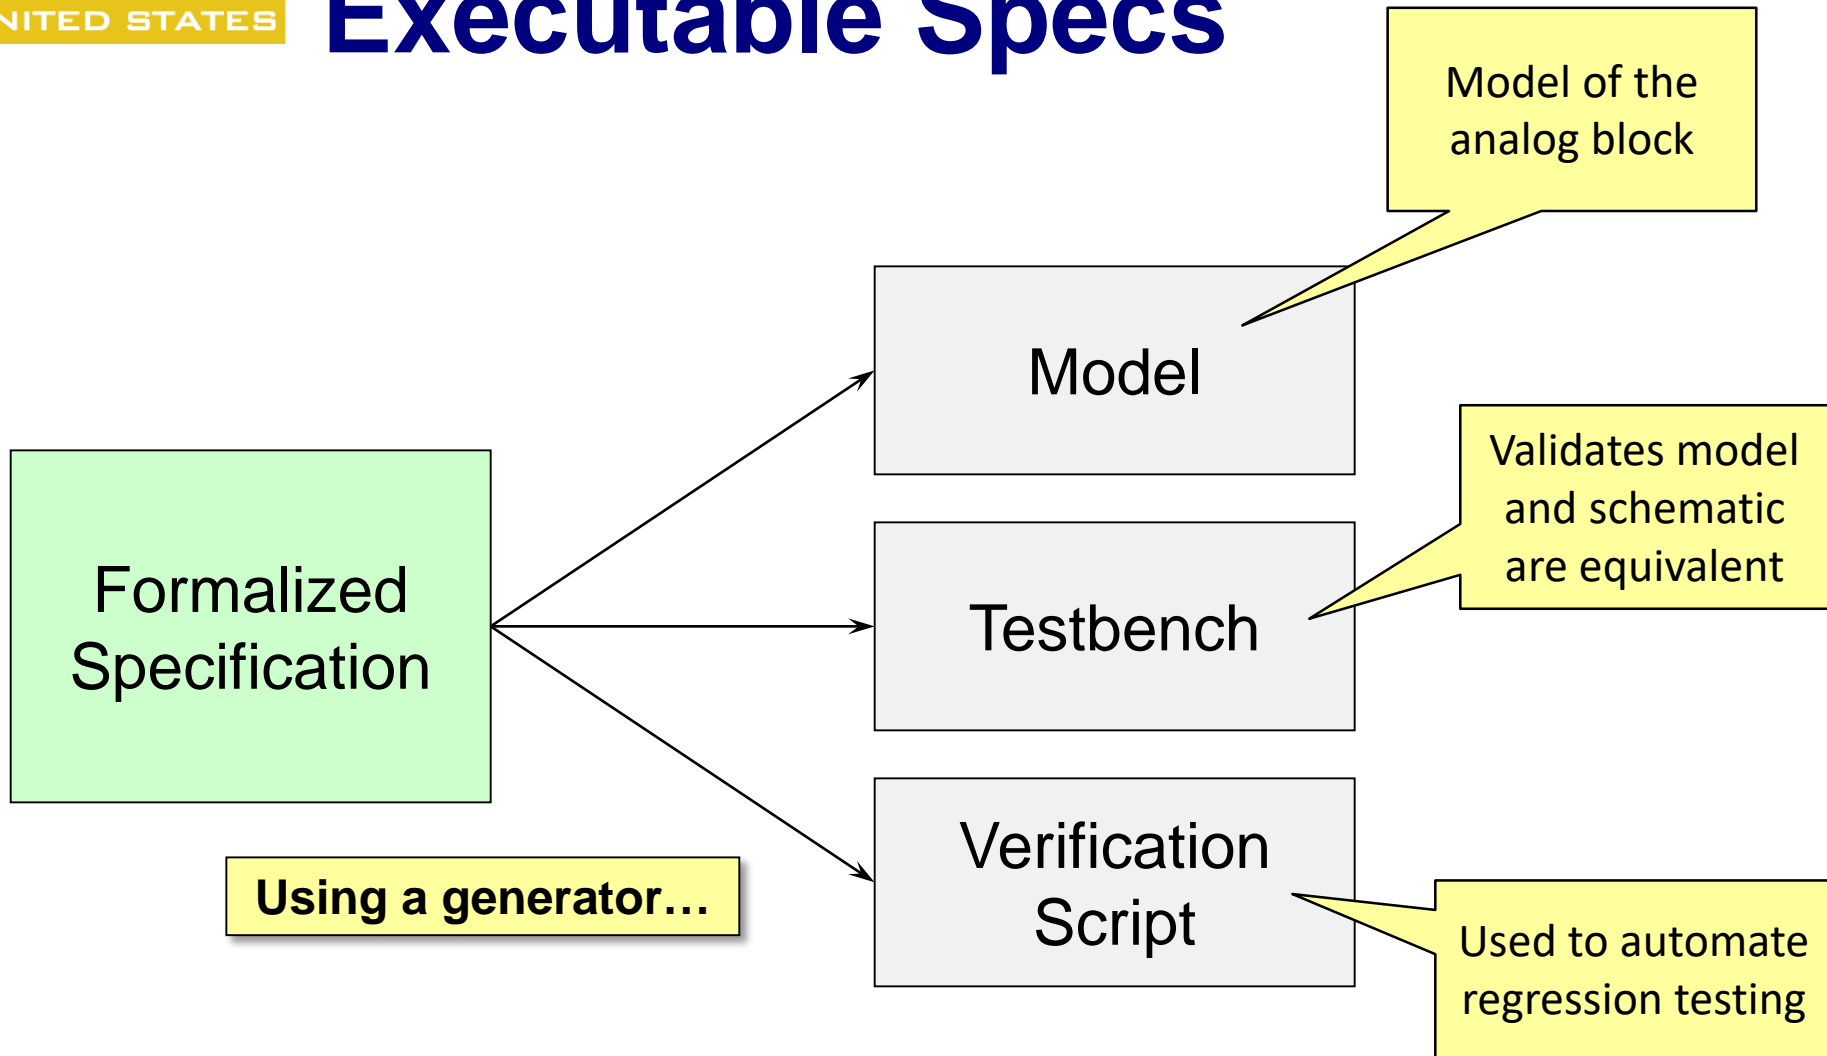 NITED STATES
Executable Specs
Model of the
analog block
Model
Validates model
and schematic
are equivalent
Formalized
Specification
Testbench
Verification
Script
Using a generator…
Used to automate
regression testing